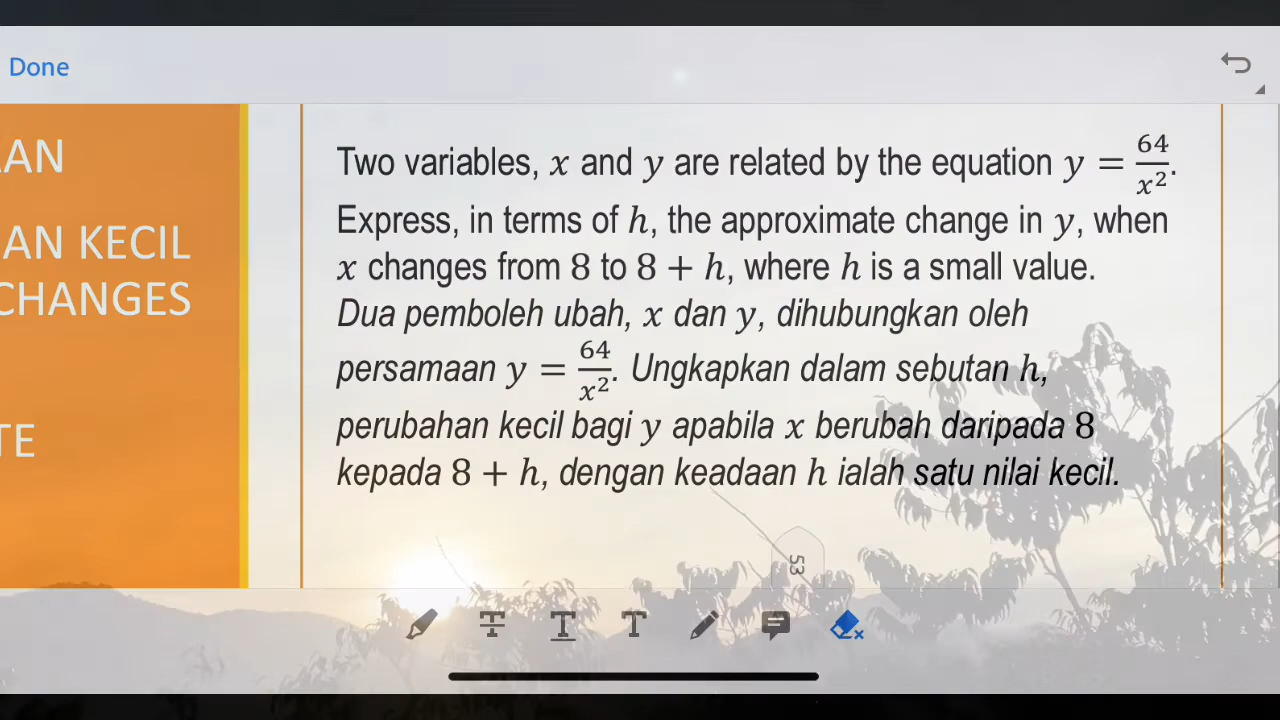 Done
AN
AN KECIL
CHANGES
TE
Two variables, x and y are related by the equation y = 64/x².
Express, in terms of h, the approximate change in y, when
x changes from 8 to 8 + h, where h is a small value.
Dua pemboleh ubah, x dan y, dihubungkan oleh
persamaan y = 64/x². Ungkapkan dalam sebutan h,
perubahan kecil bagi y apabila x berubah daripada 8
kepada 8 + h, dengan keadaan h ialah satu nilai kecil.
53
T
T
T